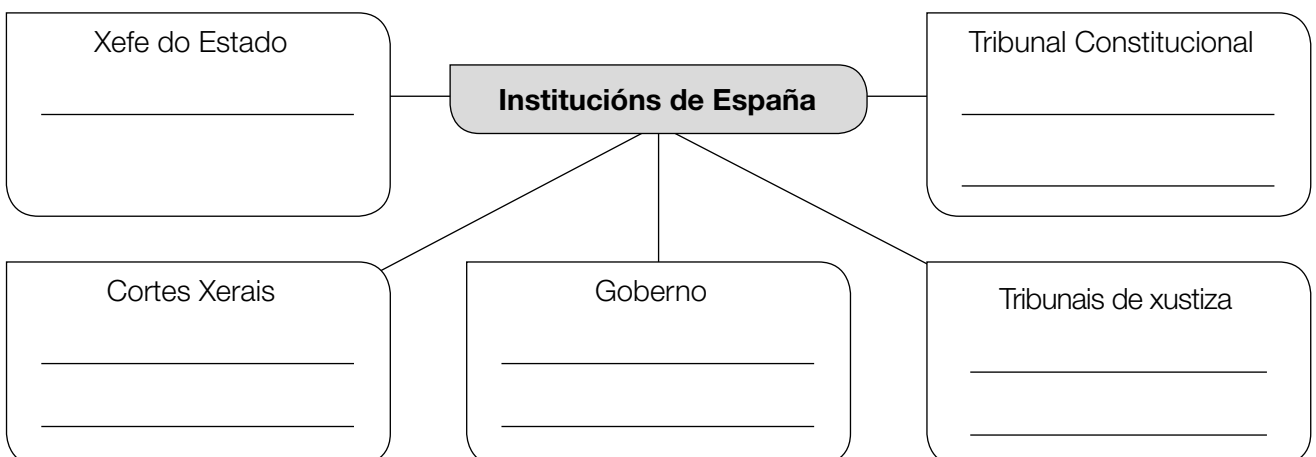 Xefe do Estado
Institucións de España
Tribunal Constitucional
Cortes Xerais
Goberno
Tribunais de xustiza